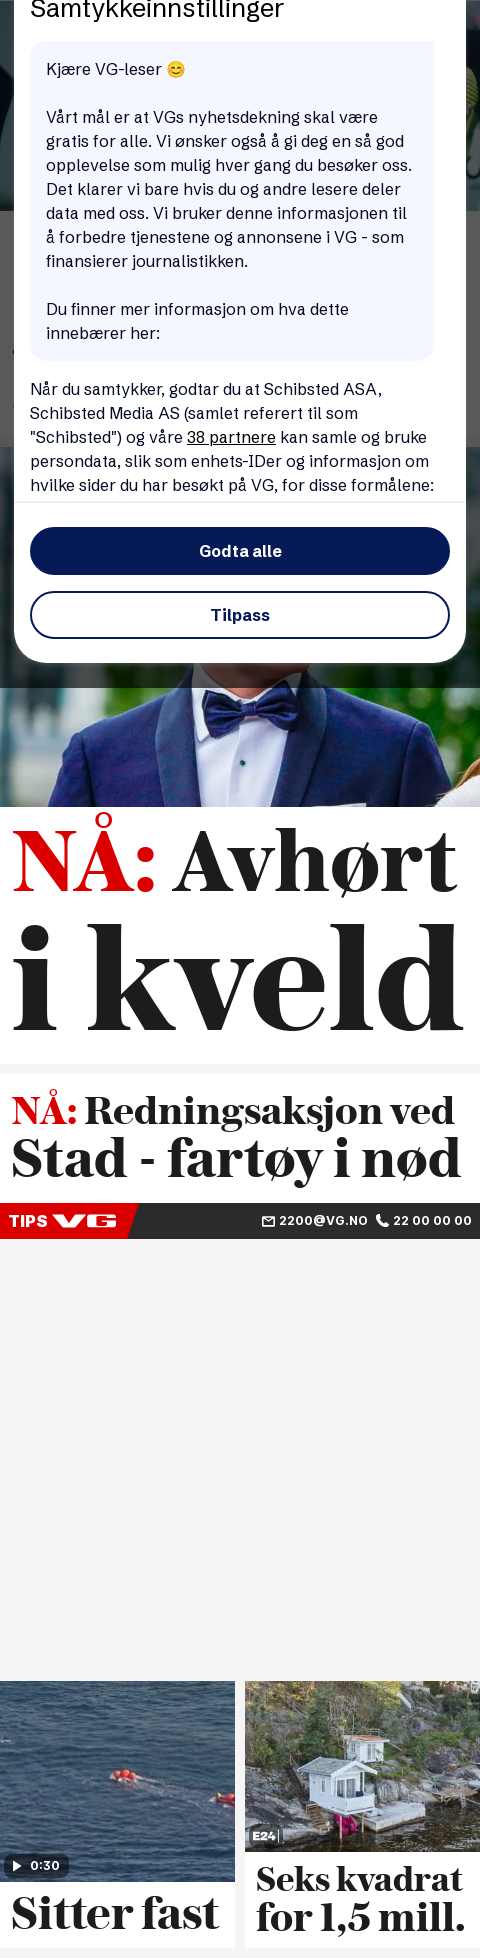 Samtykkeinnstillinger
Kjære VG-leser 😊
Vårt mål er at VGs nyhetsdekning skal være
gratis for alle. Vi ønsker også å gi deg en så god
opplevelse som mulig hver gang du besøker oss.
Det klarer vi bare hvis du og andre lesere deler
data med oss. Vi bruker denne informasjonen til
å forbedre tjenestene og annonsene i VG - som
finansierer journalistikken.
Du finner mer informasjon om hva dette
innebærer her:
Når du samtykker, godtar du at Schibsted ASA,
Schibsted Media AS (samlet referert til som
"Schibsted") og våre 38 partnere kan samle og bruke
persondata, slik som enhets-IDer og informasjon om
hvilke sider du har besøkt på VG, for disse formålene:
Godta alle
Tilpass
NÅ: Avhørt
i kveld
NÅ: Redningsaksjon ved
Stad - fartøy i nød
TIPS VG 2200@VG.NO 22 00 00 00
0:30
Sitter fast
E24
Seks kvadrat
for 1,5 mill.